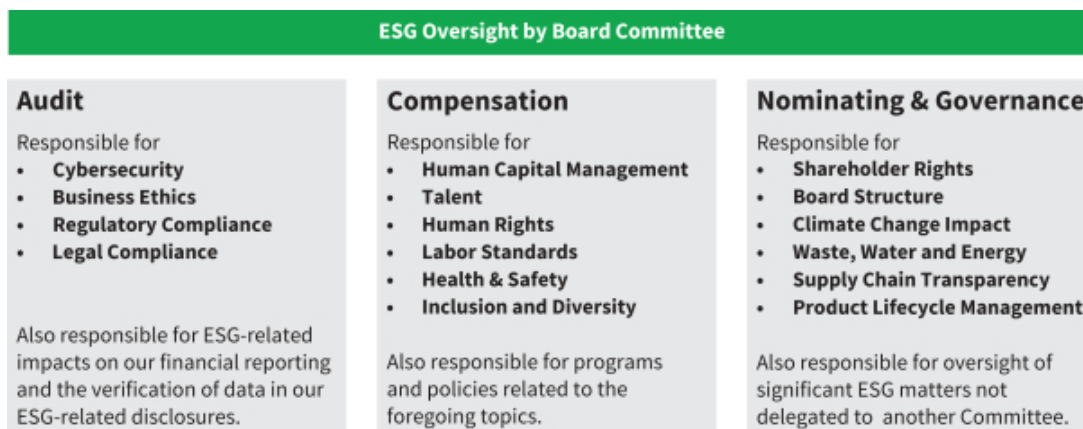 ESG Oversight by Board Committee
Audit
Responsible for
• Cybersecurity
• Business Ethics
• Regulatory Compliance
• Legal Compliance
Also responsible for ESG-related
impacts on our financial reporting
and the verification of data in our
ESG-related disclosures.
Compensation
Responsible for
• Human Capital Management
• Talent
• Human Rights
• Labor Standards
• Health & Safety
• Inclusion and Diversity
Also responsible for programs
and policies related to the
foregoing topics.
Nominating & Governance
Responsible for
• Shareholder Rights
• Board Structure
• Climate Change Impact
• Waste, Water and Energy
• Supply Chain Transparency
• Product Lifecycle Management
Also responsible for oversight of
significant ESG matters not
delegated to another Committee.